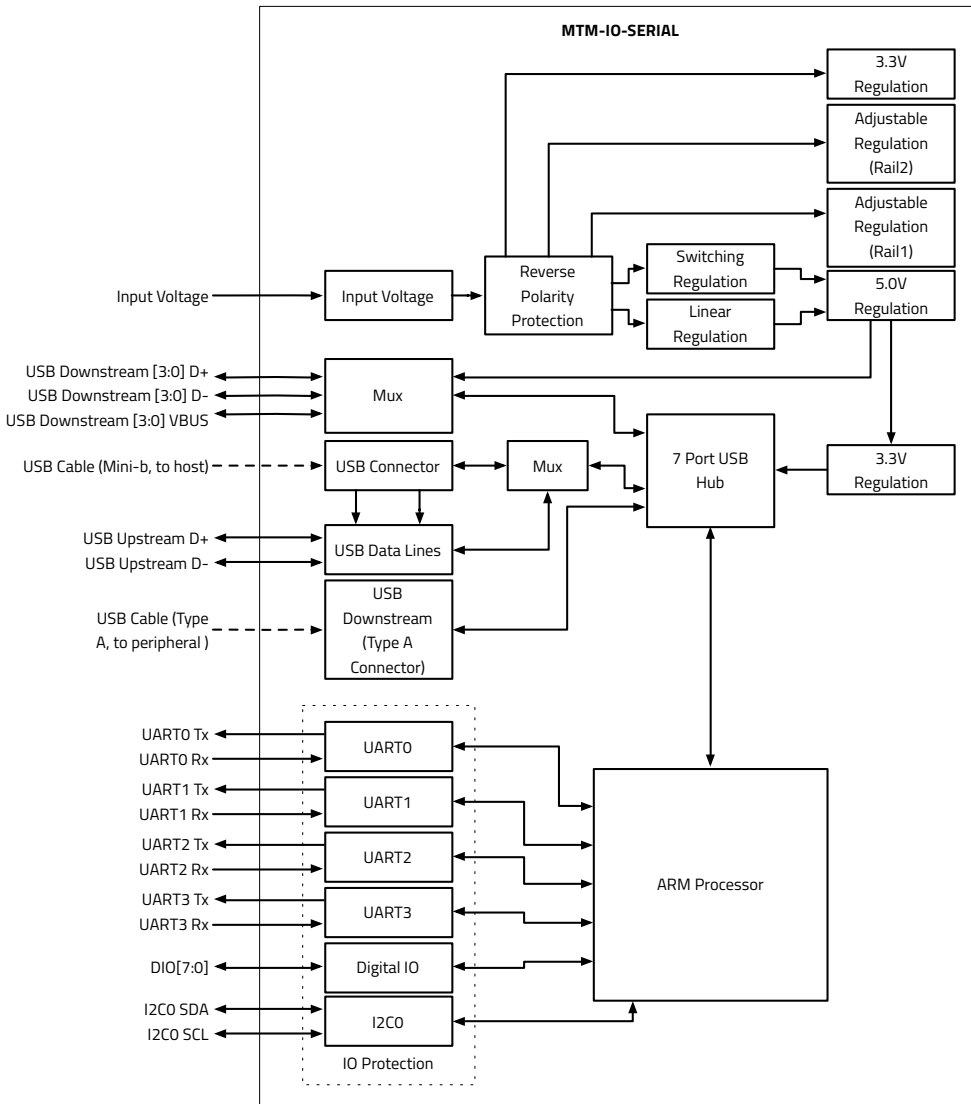 MTM-IO-SERIAL
3.3V
Regulation
Adjustable
Regulation
(Rail2)
Adjustable
Regulation
(Rail1)
Input Voltage
Input Voltage
Reverse
Polarity
Protection
Switching
Regulation
Linear
Regulation
5.0V
Regulation
USB Downstream [3:0] D+
USB Downstream [3:0] D-
USB Downstream [3:0] VBUS
Mux
USB Cable (Mini-b, to host)
USB Connector
Mux
7 Port USB
Hub
3.3V
Regulation
USB Upstream D+
USB Upstream D-
USB Data Lines
USB Cable (Type
A, to peripheral )
USB
Downstream
(Type A
Connector)
UART0 Tx
UART0 Rx
UART0
UART1 Tx
UART1 Rx
UART1
UART2 Tx
UART2 Rx
UART2
UART3 Tx
UART3 Rx
UART3
ARM Processor
DIO[7:0]
Digital IO
I2C0 SDA
I2C0 SCL
I2C0
IO Protection